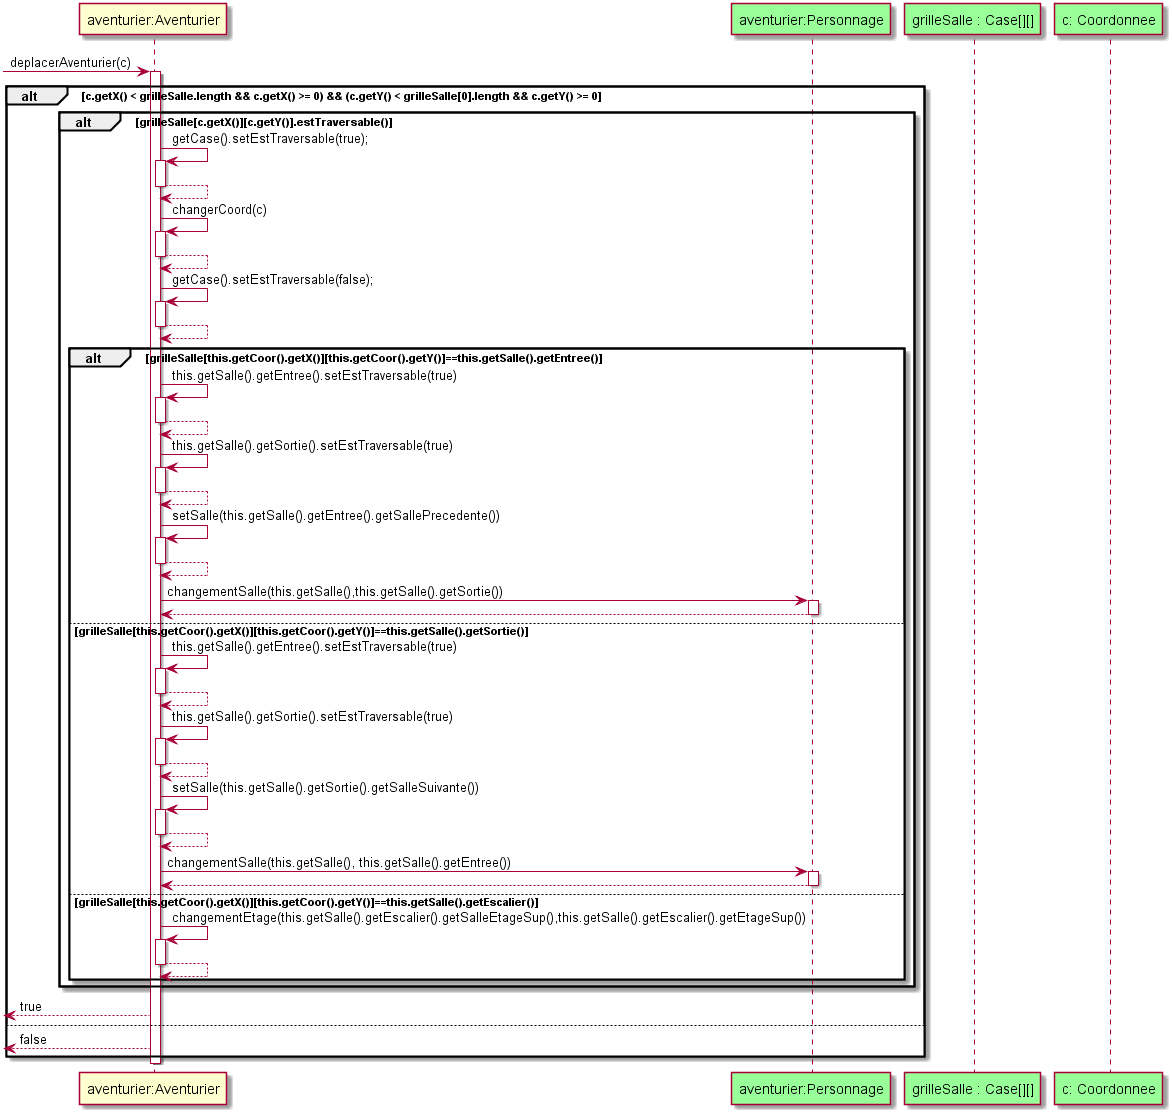 aventurier:Aventurier
aventurier:Personnage
grilleSalle : Case[][]
c: Coordonnee
deplacerAventurier(c)
alt [c.getX() < grilleSalle.length && c.getX() >= 0) && (c.getY() < grilleSalle[0].length && c.getY() >= 0]
alt [grilleSalle[c.getX()][c.getY()].estTraversable()]
getCase().setEstTraversable(true);
changerCoord(c)
getCase().setEstTraversable(false);
alt [grilleSalle[this.getCoor().getX()][this.getCoor().getY()]==this.getSalle().getEntree()]
this.getSalle().getEntree().setEstTraversable(true)
this.getSalle().getSortie().setEstTraversable(true)
setSalle(this.getSalle().getEntree().getSallePrecedente())
changementSalle(this.getSalle(),this.getSalle().getSortie())
[grilleSalle[this.getCoor().getX()][this.getCoor().getY()]==this.getSalle().getSortie()]
this.getSalle().getEntree().setEstTraversable(true)
this.getSalle().getSortie().setEstTraversable(true)
setSalle(this.getSalle().getSortie().getSalleSuivante())
changementSalle(this.getSalle(), this.getSalle().getEntree())
[grilleSalle[this.getCoor().getX()][this.getCoor().getY()]==this.getSalle().getEscalier()]
changementEtage(this.getSalle().getEscalier().getSalleEtageSup(),this.getSalle().getEscalier().getEtageSup())
true
false
aventurier:Aventurier
aventurier:Personnage
grilleSalle : Case[][]
c: Coordonnee